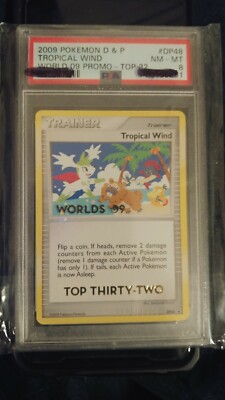 2009 POKEMON D & P #DP48
TROPICAL WIND NM - MT
WORLD 09 PROMO - TOP 32 8
PSA
TRAINER
Tropical Wind
WORLDS 09
Flip a coin. If heads, remove 2 damage
counters from each Active Pokémon
(remove 1 damage counter if a Pokémon
has only 1). If tails, each Active Pokémon
is now Asleep.
TOP THIRTY-TWO